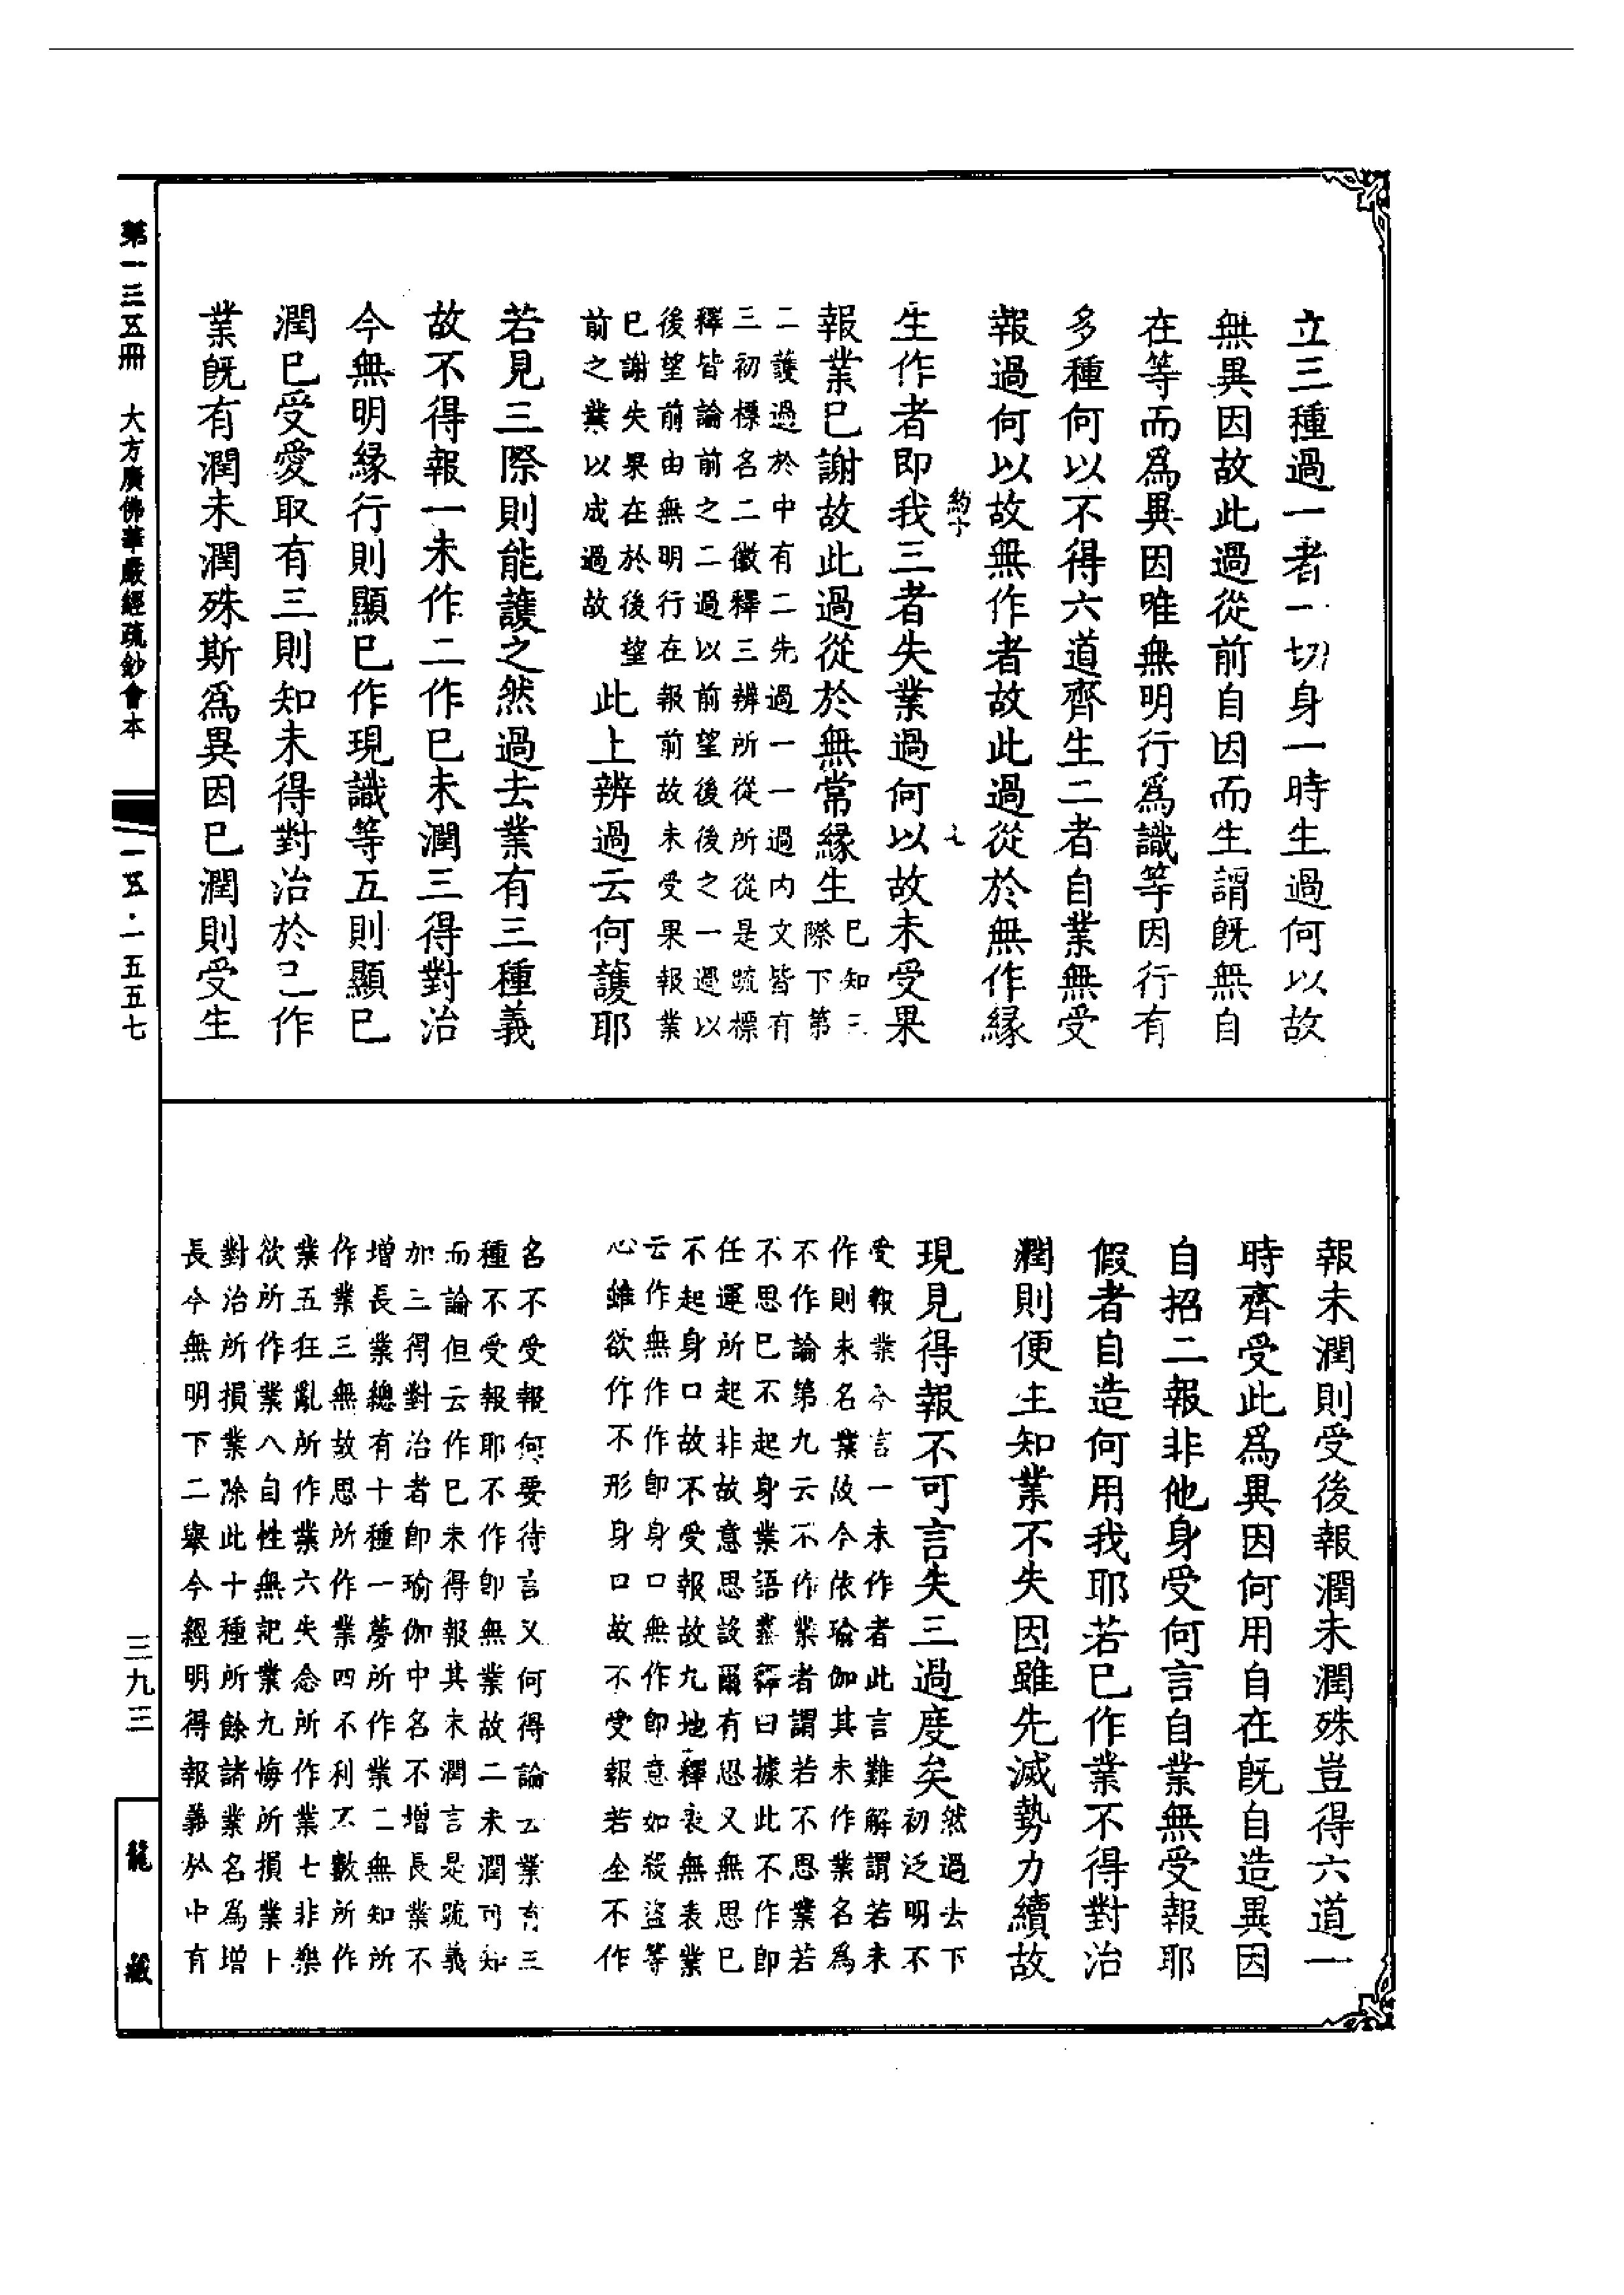 立三種過一者一切身一時生過何以故
無異因故此過從前自因而生謂既無自
在等而為異因唯無明行為識等因行有
多種何以不得六道齊生二者自業無受
報過何以故無作者故此過從於無作緣
生作者即我三者失業過何以故未受果
報業已謝故此過從於無常緣生
已知三
際下第
二護過於中有二先過一一過內文皆有
三初標名二徵釋三辨所從所從是疏標
釋皆論前之二過以前望後後之一過以
後望前由無明行在報前故未受果報業
已謝失果在於後望
前之業以成過故
此上辨過云何護耶
若見三際則能護之然過去業有三種義
故不得報一未作二作已未潤三得對治
今無明緣行則顯已作現識等五則顯已
潤已受愛取有三則知未得對治於已作
業既有潤未潤殊斯為異因已潤則受生
報未潤則受後報潤未潤殊豈得六道一
時齊受此為異因何用自在既自造異因
自招二報非他身受何言自業無受報耶
假者自造何用我耶若已作業不得對治
潤則便生知業不失因雖先滅勢力續故
現見得報不可言失三過度矣
然過去下
初泛明不
受報業今言一未作者此言難解謂若未
作則未名業故今依瑜伽其未作業名為
不作論第九云不作業者謂若不思業若
不思已不起身業語業釋曰據此不作即
任運所起非故意思設爾有思又無思已
不起身口故不受報故九地釋表無表業
云作無作作即身口無作即意如殺盜等
心雖欲作不形身口故不受報若全不作
名不受報何要待言又何得論云業有三
種不受報耶不作即無業故二未潤可知
而論但云作已未得報其未潤言是疏義
加三得對治者即瑜伽中名不增長業不
增長業總有十種一夢所作業二無知所
作業三無故思所作業四不利不數所作
業五狂亂所作業六失念所作業七非樂
欲所作業八自性無記業九悔所損業十
對治所損業除此十種所餘諸業名為增
長今無明下二舉今經明得報義於中有
第一三五冊 大方廣佛華嚴經疏鈔會本
一五·一五五七
三九三
龍藏